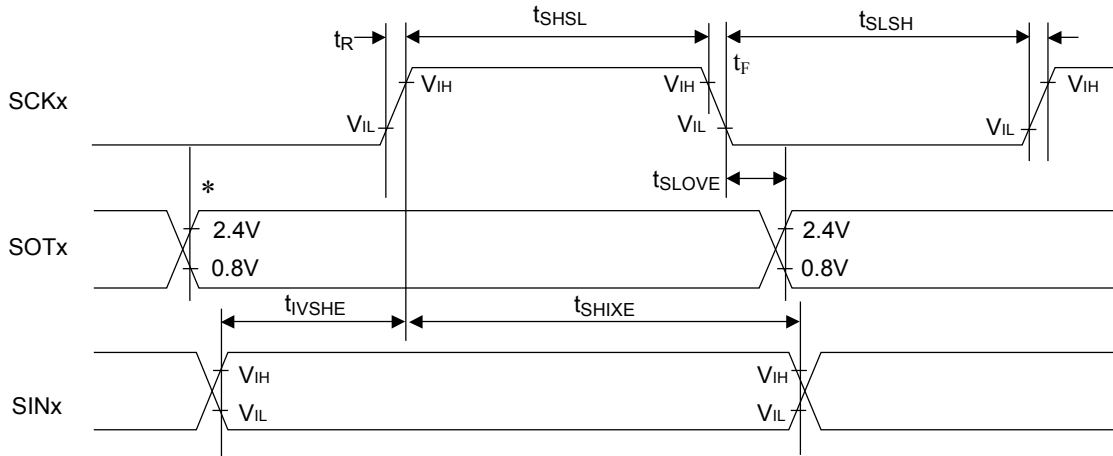 tSHSL
tSLSH
tR
tF
SCKx
VIH
VIH
VIH
VIL
VIL
VIL
tSLOVE
*
SOTx
2.4V
2.4V
0.8V
0.8V
tIVSHE
tSHIXE
SINx
VIH
VIH
VIL
VIL